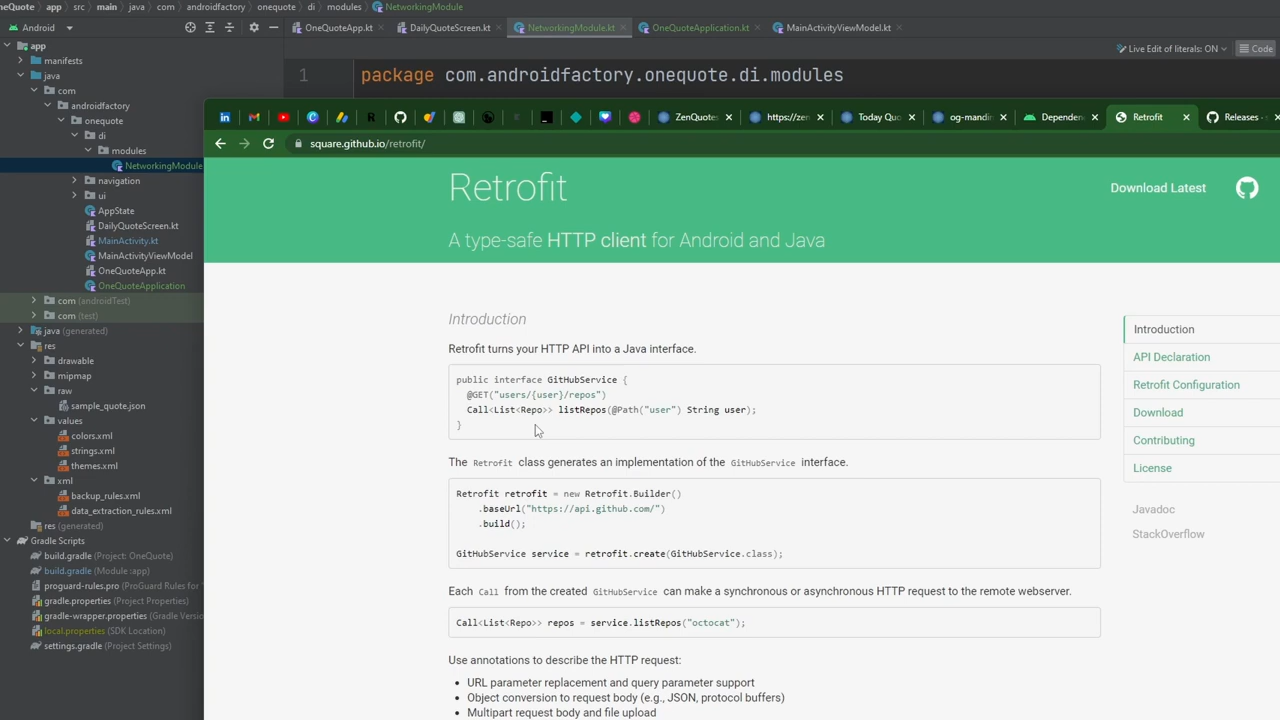 neQuote
app
src
main
java
com
androidfactory
onequote
di
modules
NetworkingModule
Android
OneQuoteApp.kt
DailyQuoteScreen.kt
NetworkingModule.kt
OneQuoteApplication.kt
MainActivityViewModel.kt
Live Edit of literals: ON
Code
1
package com.androidfactory.onequote.di.modules
app
manifests
java
com
androidfactory
onequote
di
modules
NetworkingModule
navigation
ui
AppState
DailyQuoteScreen.kt
MainActivity.kt
MainActivityViewModel
OneQuoteApp.kt
OneQuoteApplication
com (androidTest)
com (test)
java (generated)
res
drawable
mipmap
raw
sample_quote.json
values
colors.xml
strings.xml
themes.xml
xml
backup_rules.xml
data_extraction_rules.xml
res (generated)
Gradle Scripts
build.gradle (Project: OneQuote)
build.gradle (Module :app)
proguard-rules.pro (ProGuard Rules for
gradle.properties (Project Properties)
gradle-wrapper.properties (Gradle Versio
local.properties (SDK Location)
settings.gradle (Project Settings)
ZenQuotes
https://zen
Today Quo
og-mandin
Dependen
Retrofit
Releases · s
square.github.io/retrofit/
Retrofit
Download Latest
A type-safe HTTP client for Android and Java
Introduction
Retrofit turns your HTTP API into a Java interface.
public interface GitHubService {
@GET("users/{user}/repos")
Call<List<Repo>> listRepos(@Path("user") String user);
}
The Retrofit class generates an implementation of the GitHubService interface.
Retrofit retrofit = new Retrofit.Builder()
.baseUrl("https://api.github.com/")
.build();
GitHubService service = retrofit.create(GitHubService.class);
Each Call from the created GitHubService can make a synchronous or asynchronous HTTP request to the remote webserver.
Call<List<Repo>> repos = service.listRepos("octocat");
Use annotations to describe the HTTP request:
• URL parameter replacement and query parameter support
• Object conversion to request body (e.g., JSON, protocol buffers)
• Multipart request body and file upload
Introduction
API Declaration
Retrofit Configuration
Download
Contributing
License
Javadoc
StackOverflow